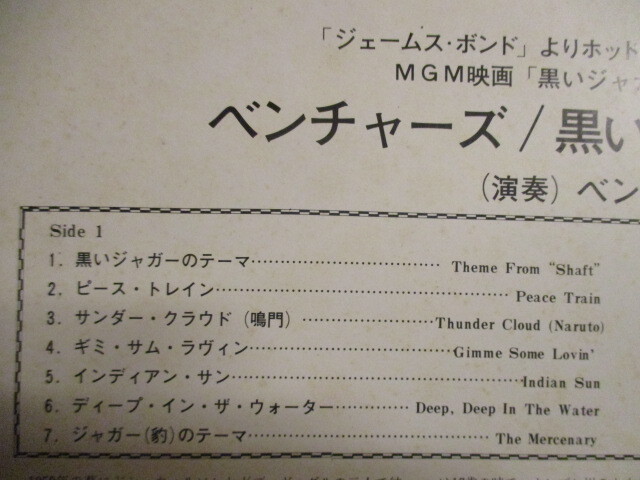 「ジェームス・ボンド」よりホッド
MGM映画「黒いジャ
ベンチャーズ/黒い
(演奏)ベン
Side 1
1. 黒いジャガーのテーマ…………………… Theme From “Shaft”
2. ピース・トレイン…………………………… Peace Train
3. サンダー・クラウド (鳴門) ……………Thunder Cloud (Naruto)
4. ギミ・サム・ラヴィン……………………Gimme Some Lovin'
5. インディアン・サン……………………………Indian Sun
6. ディープ・イン・ザ・ウォーター………… Deep, Deep In The Water
7. ジャガー(豹)のテーマ……………………… The Mercenary